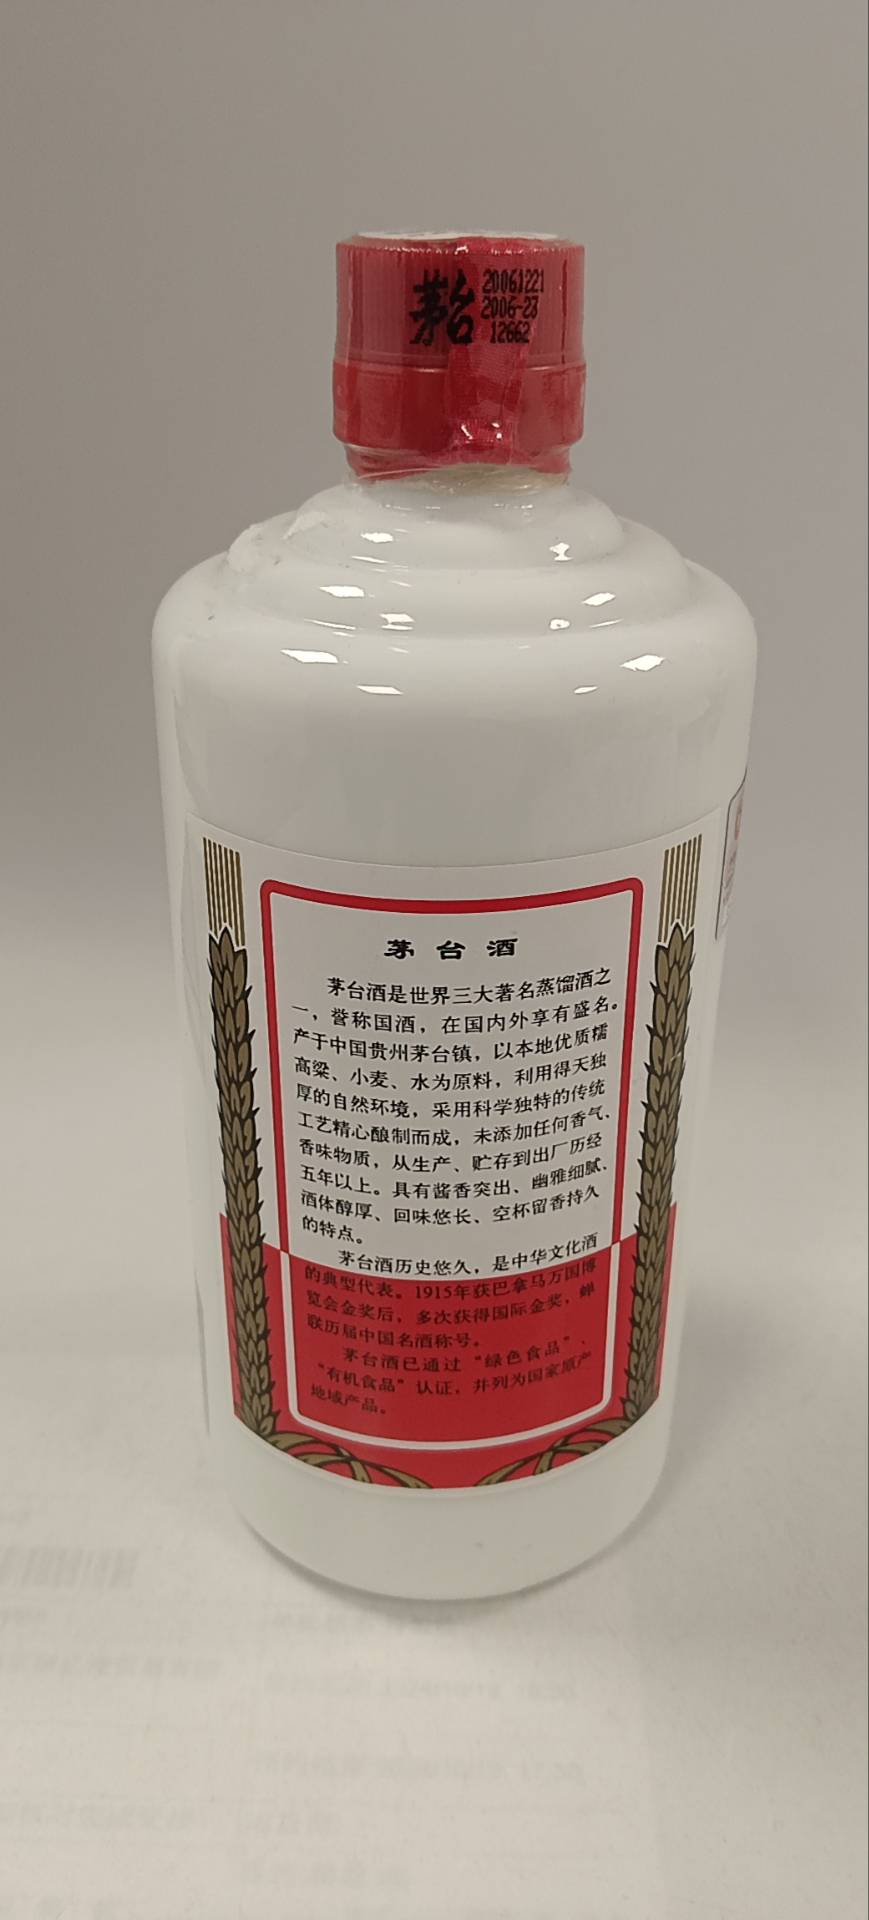 茅台
20061221
2006-23
12662
茅台酒
茅台酒是世界三大著名蒸馏酒之
一，誉称国酒，在国内外享有盛名。
产于中国贵州茅台镇，以本地优质糯
高粱、小麦、水为原料，利用得天独
厚的自然环境，采用科学独特的传统
工艺精心酿制而成，未添加任何香气、
香味物质，从生产、贮存到出厂历经
五年以上。具有酱香突出、幽雅细腻、
酒体醇厚、回味悠长、空杯留香持久
的特点。
茅台酒历史悠久，是中华文化酒
的典型代表。1915年获巴拿马万国博
览会金奖后，多次获得国际金奖，蝉
联历届中国名酒称号。
茅台酒已通过“绿色食品”、
“有机食品”认证，并列为国家原产
地域产品。